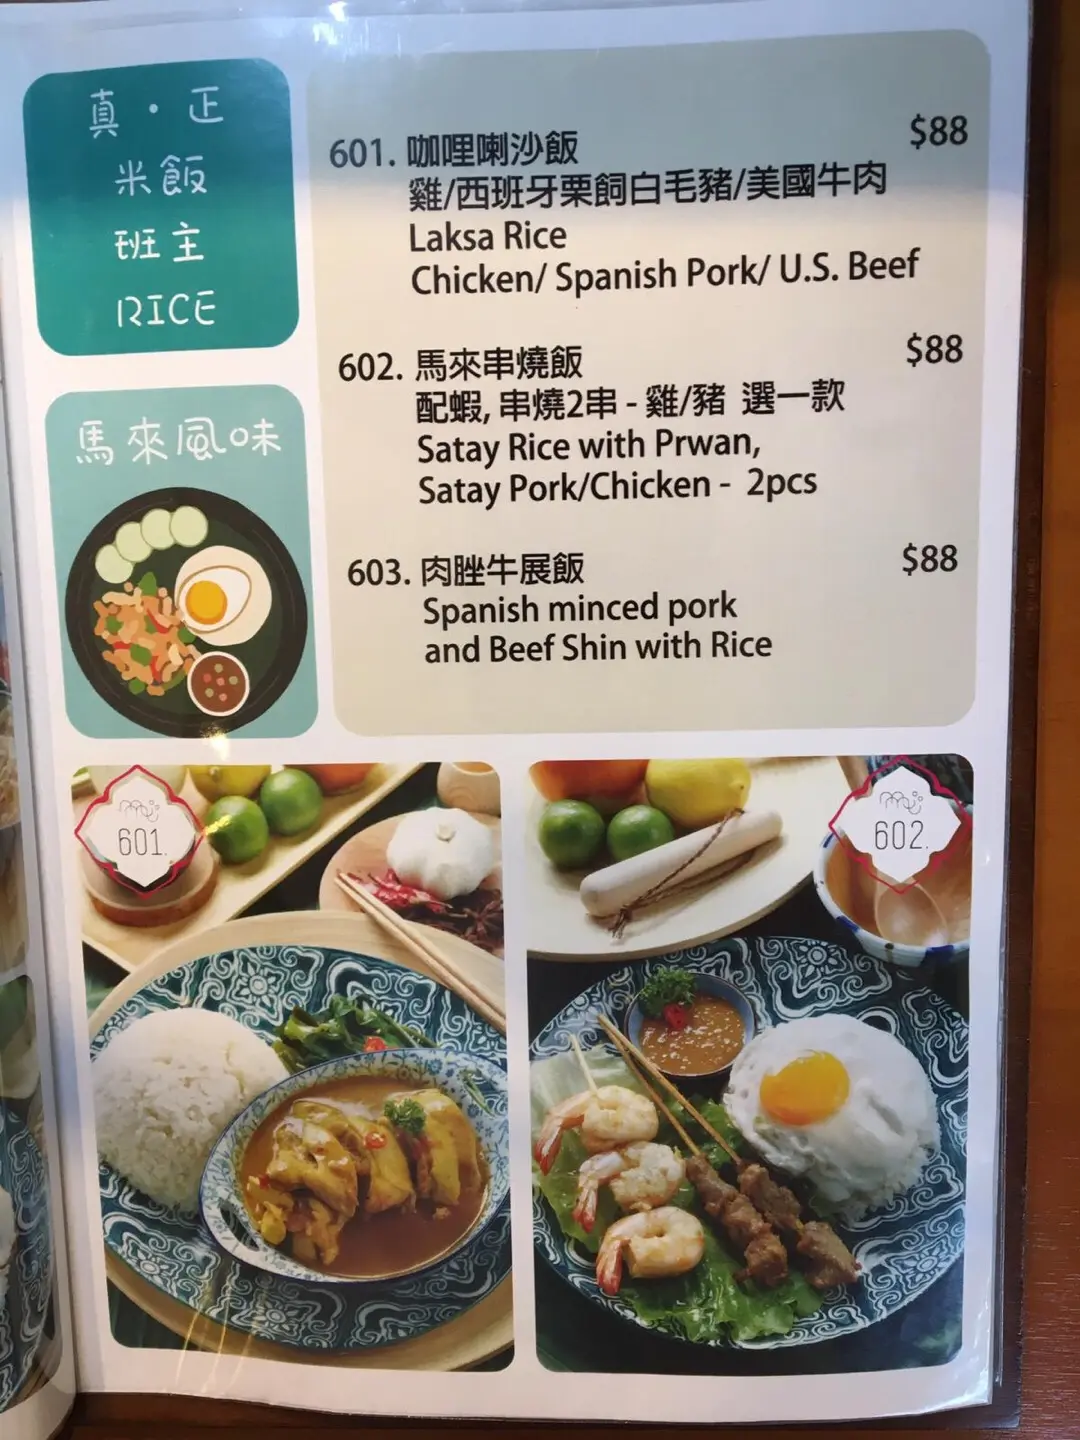 真·正
米飯
班主
RICE
馬來風味
601. 咖哩喇沙飯 $88
雞/西班牙栗飼白毛豬/美國牛肉
Laksa Rice
Chicken/ Spanish Pork/ U.S. Beef
602. 馬來串燒飯 $88
配蝦, 串燒2串 - 雞/豬 選一款
Satay Rice with Prwan,
Satay Pork/Chicken - 2pcs
603. 肉脞牛展飯 $88
Spanish minced pork
and Beef Shin with Rice
601.
602.